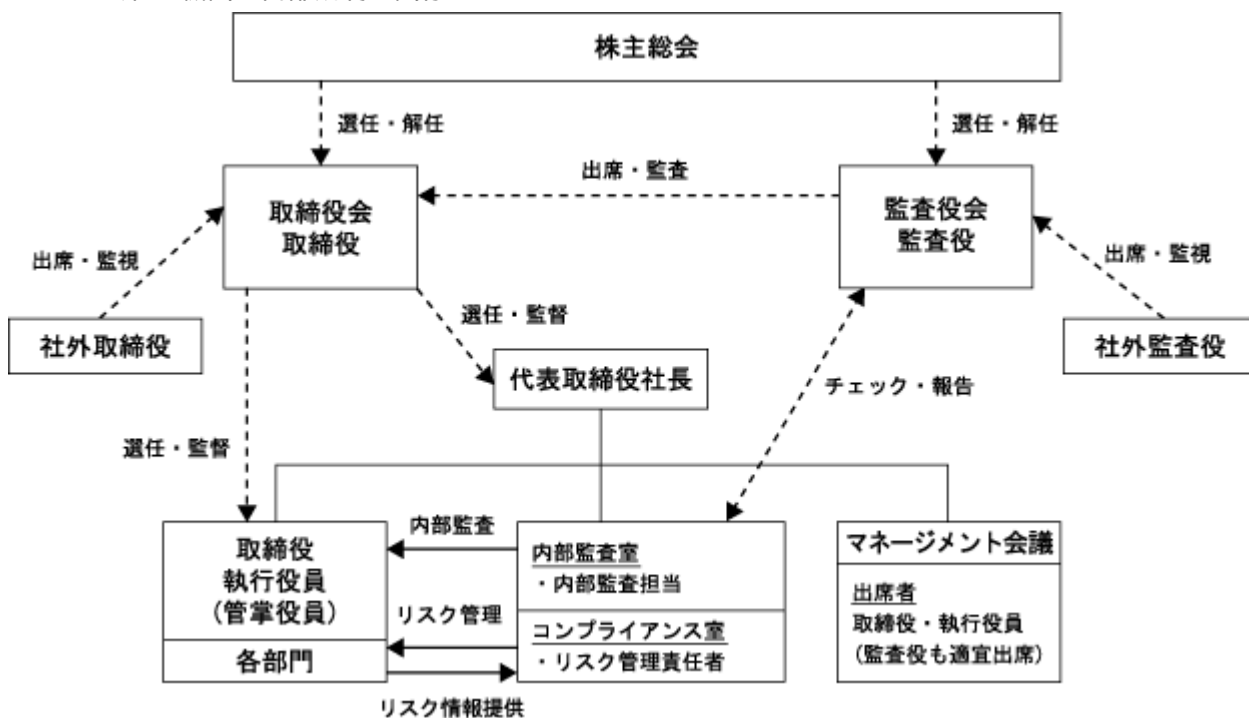 株主総会
選任・解任
選任・解任
出席・監査
取締役会
取締役
監査役会
監査役
出席・監視
出席・監視
社外取締役
選任・監督
社外監査役
代表取締役社長
チェック・報告
選任・監督
内部監査
取締役
執行役員
(管掌役員)
各部門
リスク管理
リスク情報提供
内部監査室
・内部監査担当
コンプライアンス室
・リスク管理責任者
マネージメント会議
出席者
取締役・執行役員
(監査役も適宜出席)